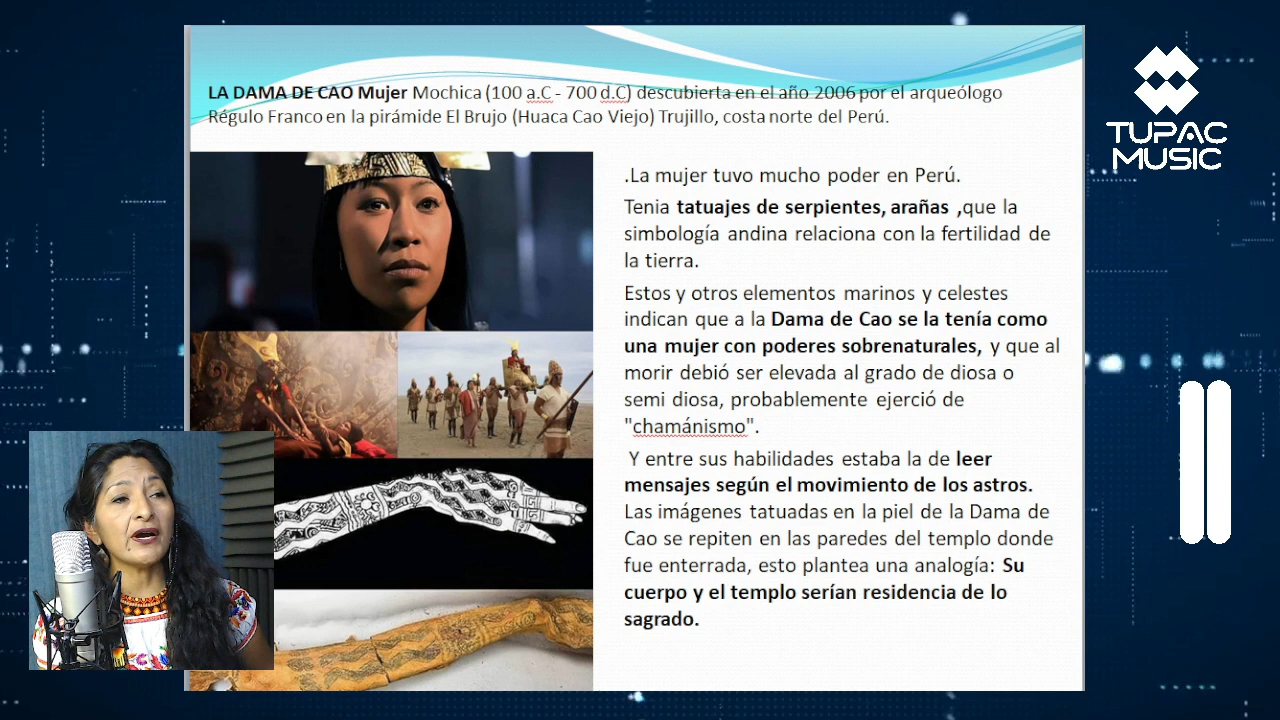 LA DAMA DE CAO Mujer Mochica (100 a.C - 700 d.C) descubierta en el año 2006 por el arqueólogo
Régulo Franco en la pirámide El Brujo (Huaca Cao Viejo) Trujillo, costa norte del Perú.
TUPAC
MUSIC
.La mujer tuvo mucho poder en Perú.
Tenia tatuajes de serpientes, arañas ,que la
simbología andina relaciona con la fertilidad de
la tierra.
Estos y otros elementos marinos y celestes
indican que a la Dama de Cao se la tenía como
una mujer con poderes sobrenaturales, y que al
morir debió ser elevada al grado de diosa o
semi diosa, probablemente ejerció de
"chamánismo".
Y entre sus habilidades estaba la de leer
mensajes según el movimiento de los astros.
Las imágenes tatuadas en la piel de la Dama de
Cao se repiten en las paredes del templo donde
fue enterrada, esto plantea una analogía: Su
cuerpo y el templo serían residencia de lo
sagrado.